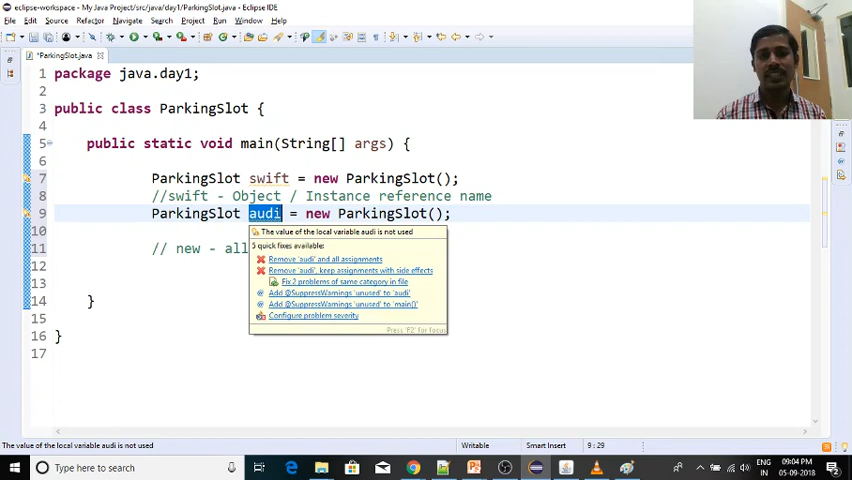 eclipse-workspace - My Java Project/src/java/day1/ParkingSlot.java - Eclipse IDE
File Edit Source Refactor Navigate Search Project Run Window Help
*ParkingSlot.java
1 package java.day1;
2
3 public class ParkingSlot {
4
5 public static void main(String[] args) {
6
7 ParkingSlot swift = new ParkingSlot();
8 //swift - Object / Instance reference name
9 ParkingSlot audi = new ParkingSlot();
10
The value of the local variable audi is not used
5 quick fixes available:
11 // new - all
Remove 'audi' and all assignments
12
Remove 'audi', keep assignments with side effects
Fix 2 problems of same category in file
13
Add @SuppressWarnings 'unused' to 'audi'
14 }
Add @SuppressWarnings 'unused' to 'main()'
15
Configure problem severity
Press 'F2' for focus
16 }
17
The value of the local variable audi is not used
Writable
Smart Insert
9 : 29
Type here to search
ENG
IN
09:04 PM
05-09-2018